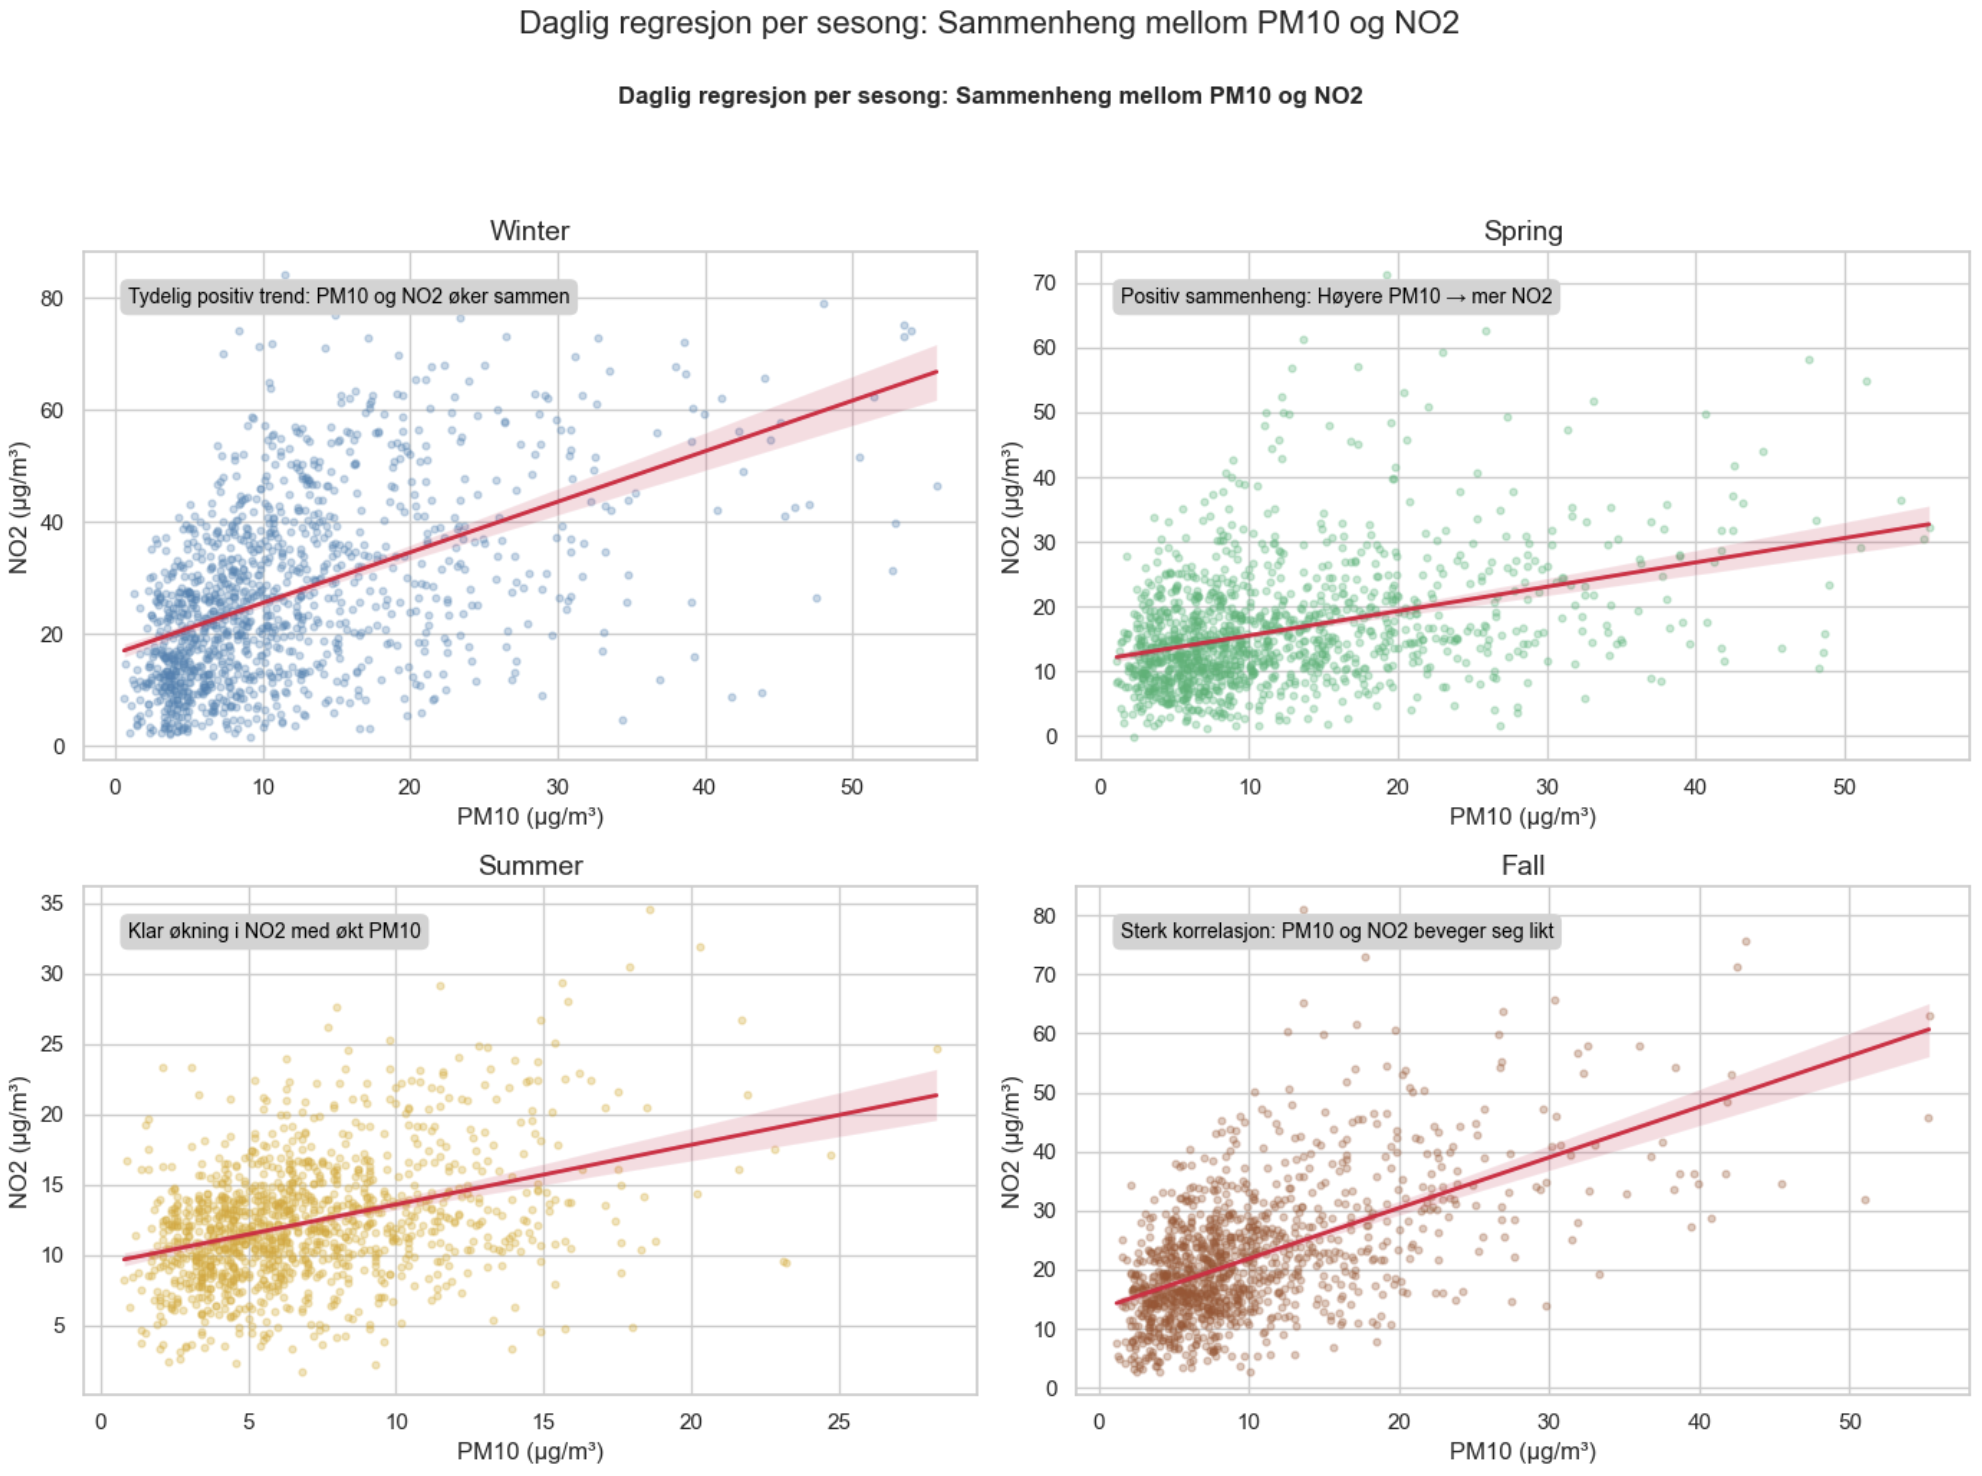 Daglig regresjon per sesong: Sammenheng mellom PM10 og NO2
Daglig regresjon per sesong: Sammenheng mellom PM10 og NO2
Winter
Tydelig positiv trend: PM10 og NO2 øker sammen
NO2 (µg/m³)
80
60
40
20
0
0 10 20 30 40 50
PM10 (µg/m³)
Spring
Positiv sammenheng: Høyere PM10 → mer NO2
NO2 (µg/m³)
70
60
50
40
30
20
10
0
0 10 20 30 40 50
PM10 (µg/m³)
Summer
Klar økning i NO2 med økt PM10
NO2 (µg/m³)
35
30
25
20
15
10
5
0 5 10 15 20 25
PM10 (µg/m³)
Fall
Sterk korrelasjon: PM10 og NO2 beveger seg likt
NO2 (µg/m³)
80
70
60
50
40
30
20
10
0
0 10 20 30 40 50
PM10 (µg/m³)